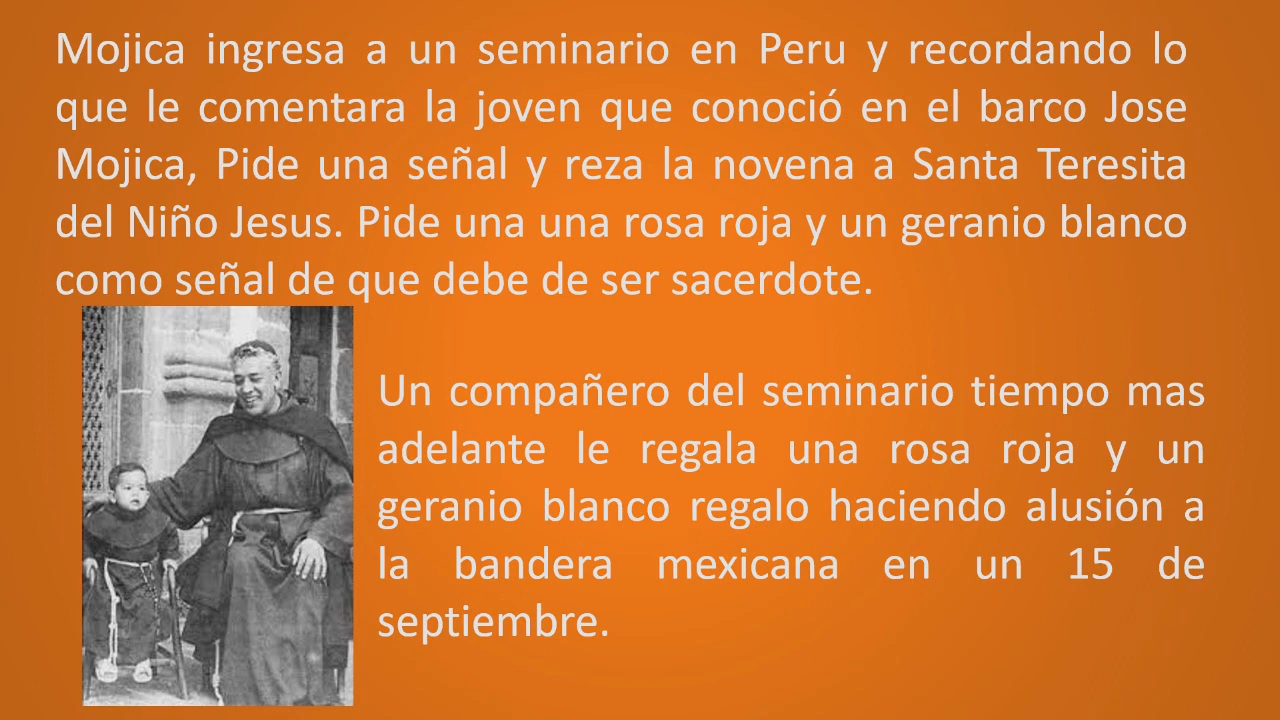 Mojica ingresa a un seminario en Peru y recordando lo
que le comentara la joven que conoció en el barco Jose
Mojica, Pide una señal y reza la novena a Santa Teresita
del Niño Jesus. Pide una una rosa roja y un geranio blanco
como señal de que debe de ser sacerdote.
Un compañero del seminario tiempo mas
adelante le regala una rosa roja y un
geranio blanco regalo haciendo alusión a
la bandera mexicana en un 15 de
septiembre.